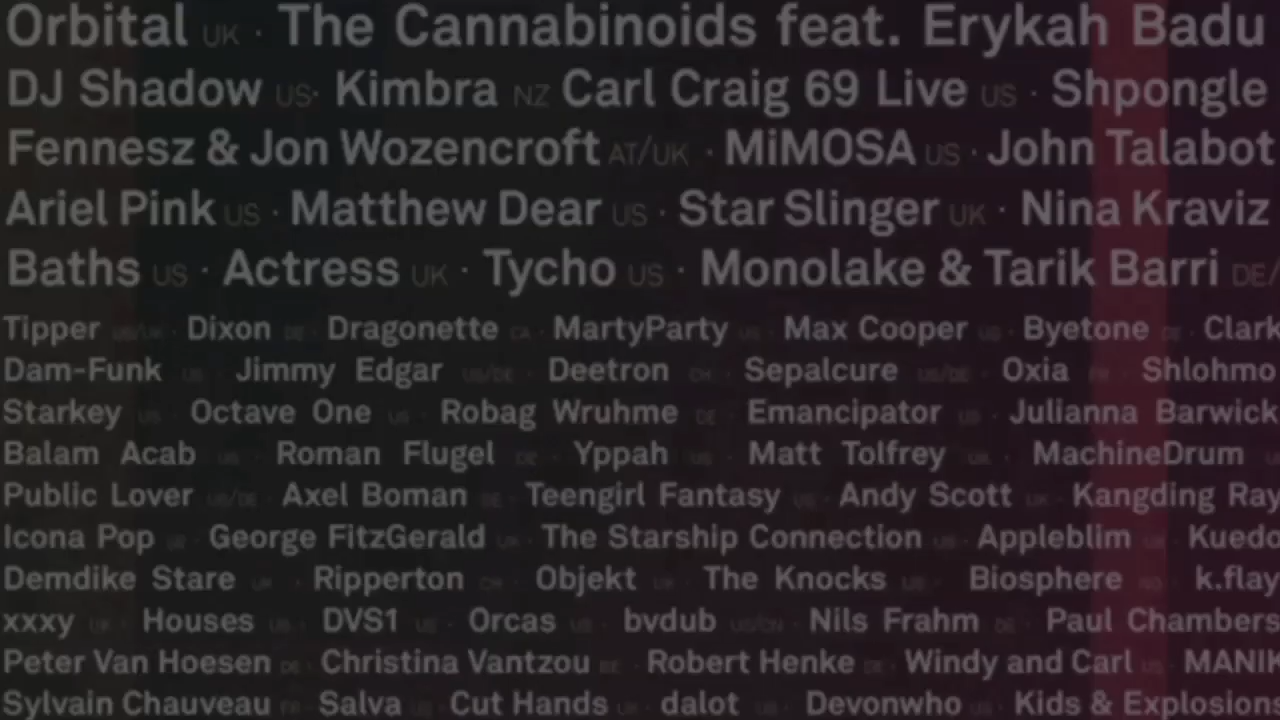 Orbital UK · The Cannabinoids feat. Erykah Badu
DJ Shadow US · Kimbra NZ Carl Craig 69 Live US · Shpongle
Fennesz & Jon Wozencroft AT/UK · MiMOSA US · John Talabot
Ariel Pink US · Matthew Dear US · Star Slinger UK · Nina Kraviz
Baths US · Actress UK · Tycho US · Monolake & Tarik Barri DE/
Tipper · Dixon · Dragonette · MartyParty · Max Cooper · Byetone · Clark
Dam-Funk · Jimmy Edgar · Deetron · Sepalcure · Oxia · Shlohmo
Starkey · Octave One · Robag Wruhme DE · Emancipator · Julianna Barwick
Balam Acab · Roman Flugel · Yppah · Matt Tolfrey · MachineDrum
Public Lover · Axel Boman · Teengirl Fantasy · Andy Scott · Kangding Ray
Icona Pop · George FitzGerald · The Starship Connection · Appleblim · Kuedo
Demdike Stare · Ripperton · Objekt · The Knocks · Biosphere · k.flay
xxxy · Houses · DVS1 · Orcas · bvdub · Nils Frahm · Paul Chambers
Peter Van Hoesen · Christina Vantzou · Robert Henke · Windy and Carl · MANIK
Sylvain Chauveau · Salva · Cut Hands · dalot · Devonwho · Kids & Explosions